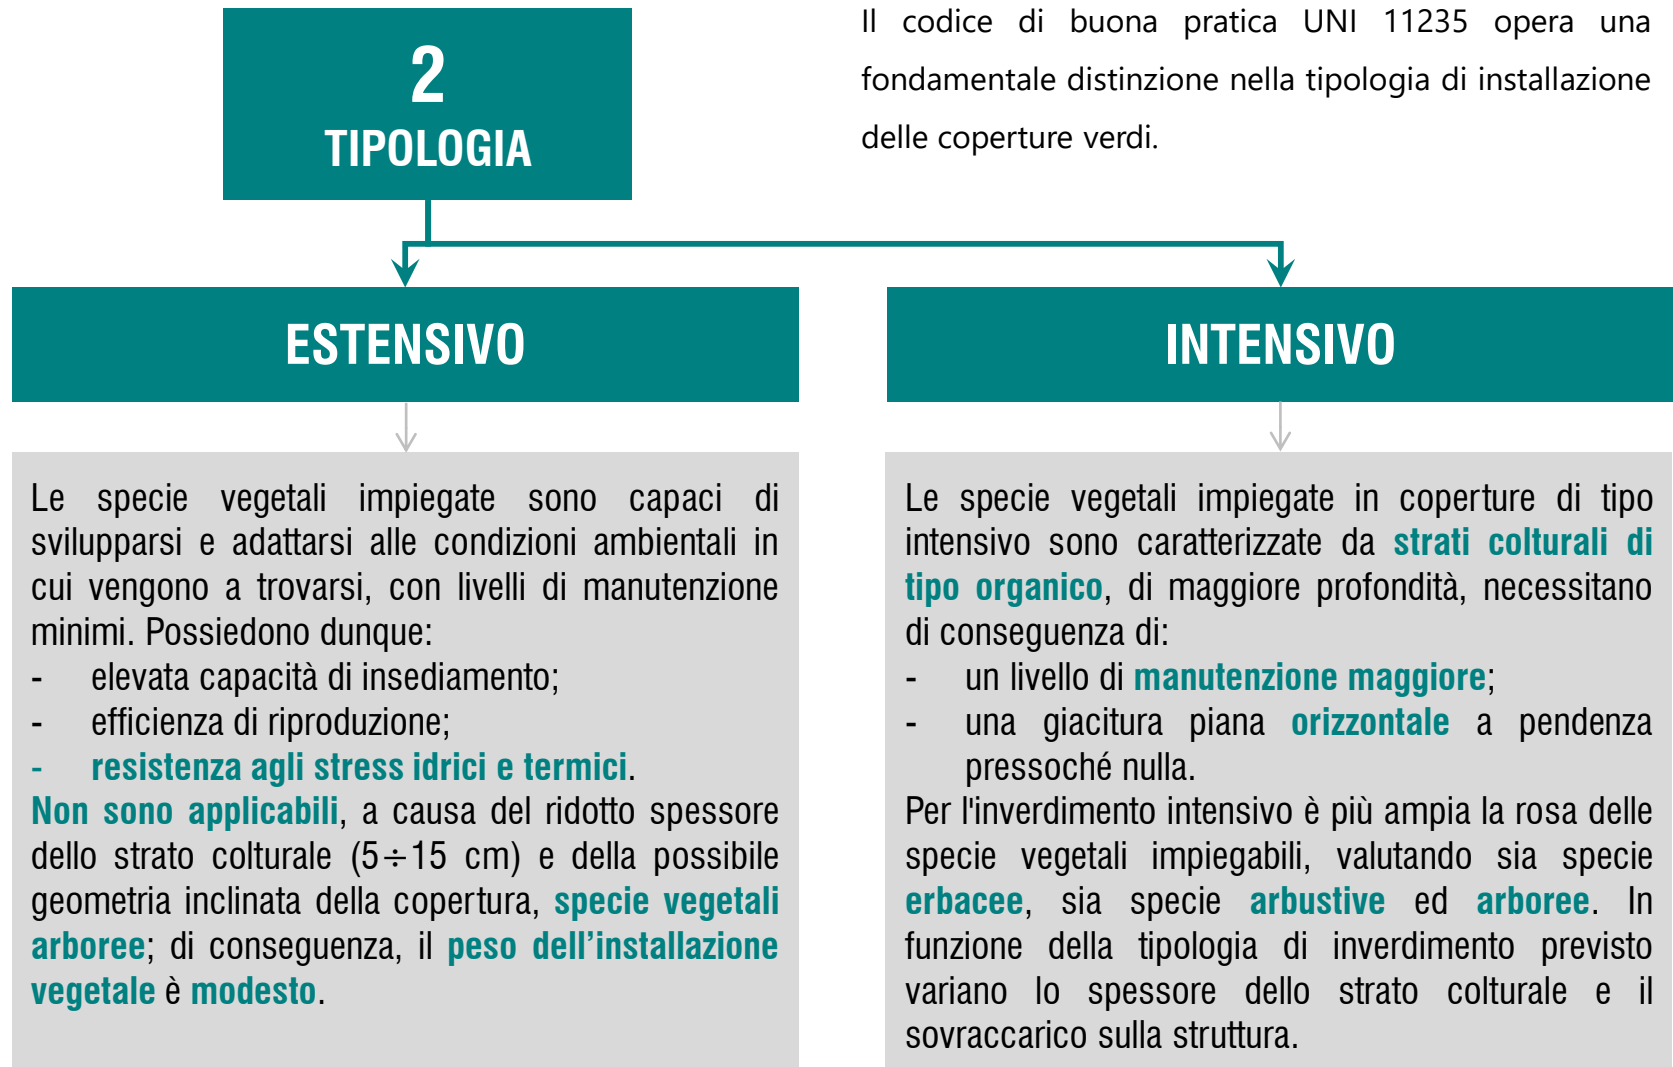 2
TIPOLOGIA
Il codice di buona pratica UNI 11235 opera una
fondamentale distinzione nella tipologia di installazione
delle coperture verdi.
ESTENSIVO
Le specie vegetali impiegate sono capaci di
svilupparsi e adattarsi alle condizioni ambientali in
cui vengono a trovarsi, con livelli di manutenzione
minimi. Possiedono dunque:
- elevata capacità di insediamento;
- efficienza di riproduzione;
- resistenza agli stress idrici e termici.
Non sono applicabili, a causa del ridotto spessore
dello strato colturale (5÷15 cm) e della possibile
geometria inclinata della copertura, specie vegetali
arboree; di conseguenza, il peso dell’installazione
vegetale è modesto.
INTENSIVO
Le specie vegetali impiegate in coperture di tipo
intensivo sono caratterizzate da strati colturali di
tipo organico, di maggiore profondità, necessitano
di conseguenza di:
- un livello di manutenzione maggiore;
- una giacitura piana orizzontale a pendenza
pressoché nulla.
Per l'inverdimento intensivo è più ampia la rosa delle
specie vegetali impiegabili, valutando sia specie
erbacee, sia specie arbustive ed arboree. In
funzione della tipologia di inverdimento previsto
variano lo spessore dello strato colturale e il
sovraccarico sulla struttura.